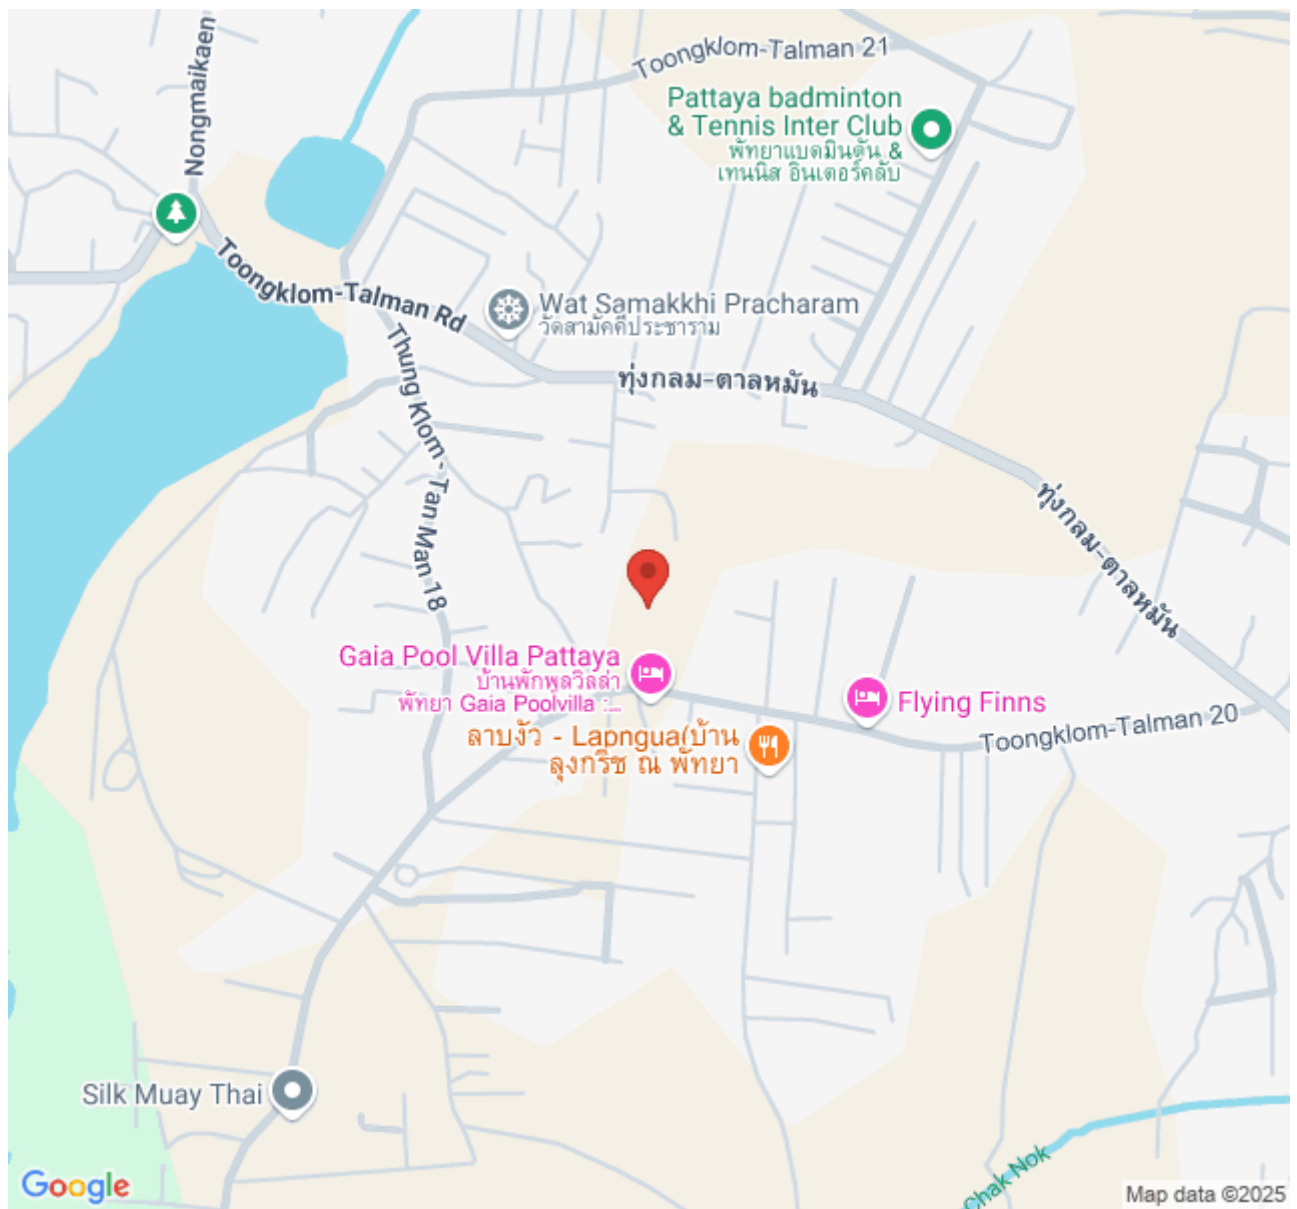 Nongmaikaen
Toongklom-Talman 21
Pattaya badminton
& Tennis Inter Club
พัทยาแบดมินตัน &
เทนนิส อินเตอร์คลับ
Toongklom-Talman Rd
Wat Samakkhi Pracharam
วัดสามัคคีประชาราม
Thung Klom - Tan Man 18
ทุ่งกลม-ตาลหมัน
ทุ่งกลม-ตาลหมัน
Gaia Pool Villa Pattaya
บ้านพักพูลวิลล่า
พัทยา Gaia Poolvilla :...
Flying Finns
Toongklom-Talman 20
ลาบงัว - Lapngua(บ้าน
ลุงกริช ณ พัทยา
Silk Muay Thai
Chak Nok
Google
Map data ©2025